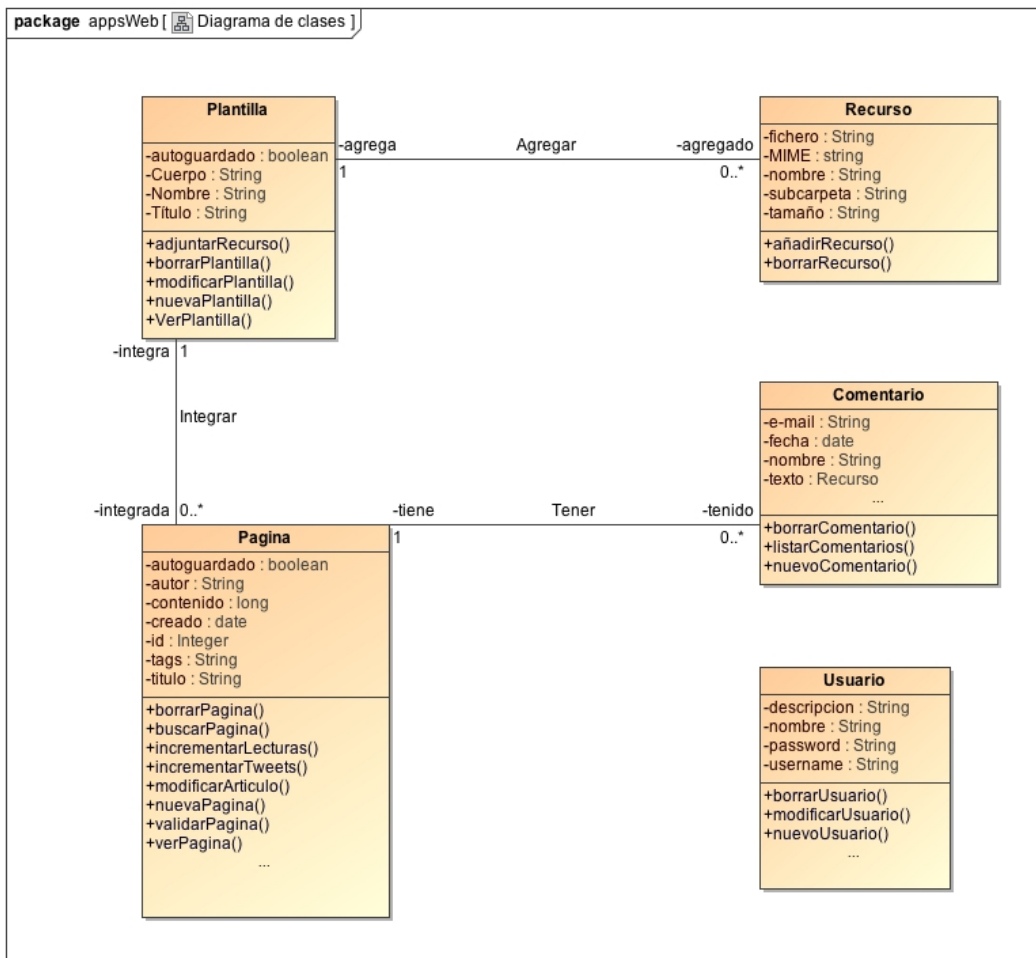 package appsWeb [ Diagrama de clases ]
Plantilla
-autoguardado : boolean
-Cuerpo : String
-Nombre : String
-Título : String
+adjuntarRecurso()
+borrarPlantilla()
+modificarPlantilla()
+nuevaPlantilla()
+VerPlantilla()
-agrega
1
Agregar
-agregado
0..*
Recurso
-fichero : String
-MIME : string
-nombre : String
-subcarpeta : String
-tamaño : String
+añadirRecurso()
+borrarRecurso()
-integra
1
Integrar
-integrada
0..*
Pagina
-autoguardado : boolean
-autor : String
-contenido : long
-creado : date
-id : Integer
-tags : String
-titulo : String
+borrarPagina()
+buscarPagina()
+incrementarLecturas()
+incrementarTweets()
+modificarArticulo()
+nuevaPagina()
+validarPagina()
+verPagina()
...
-tiene
1
Tener
-tenido
0..*
Comentario
-e-mail : String
-fecha : date
-nombre : String
-texto : Recurso
...
+borrarComentario()
+listarComentarios()
+nuevoComentario()
Usuario
-descripcion : String
-nombre : String
-password : String
-username : String
+borrarUsuario()
+modificarUsuario()
+nuevoUsuario()
...